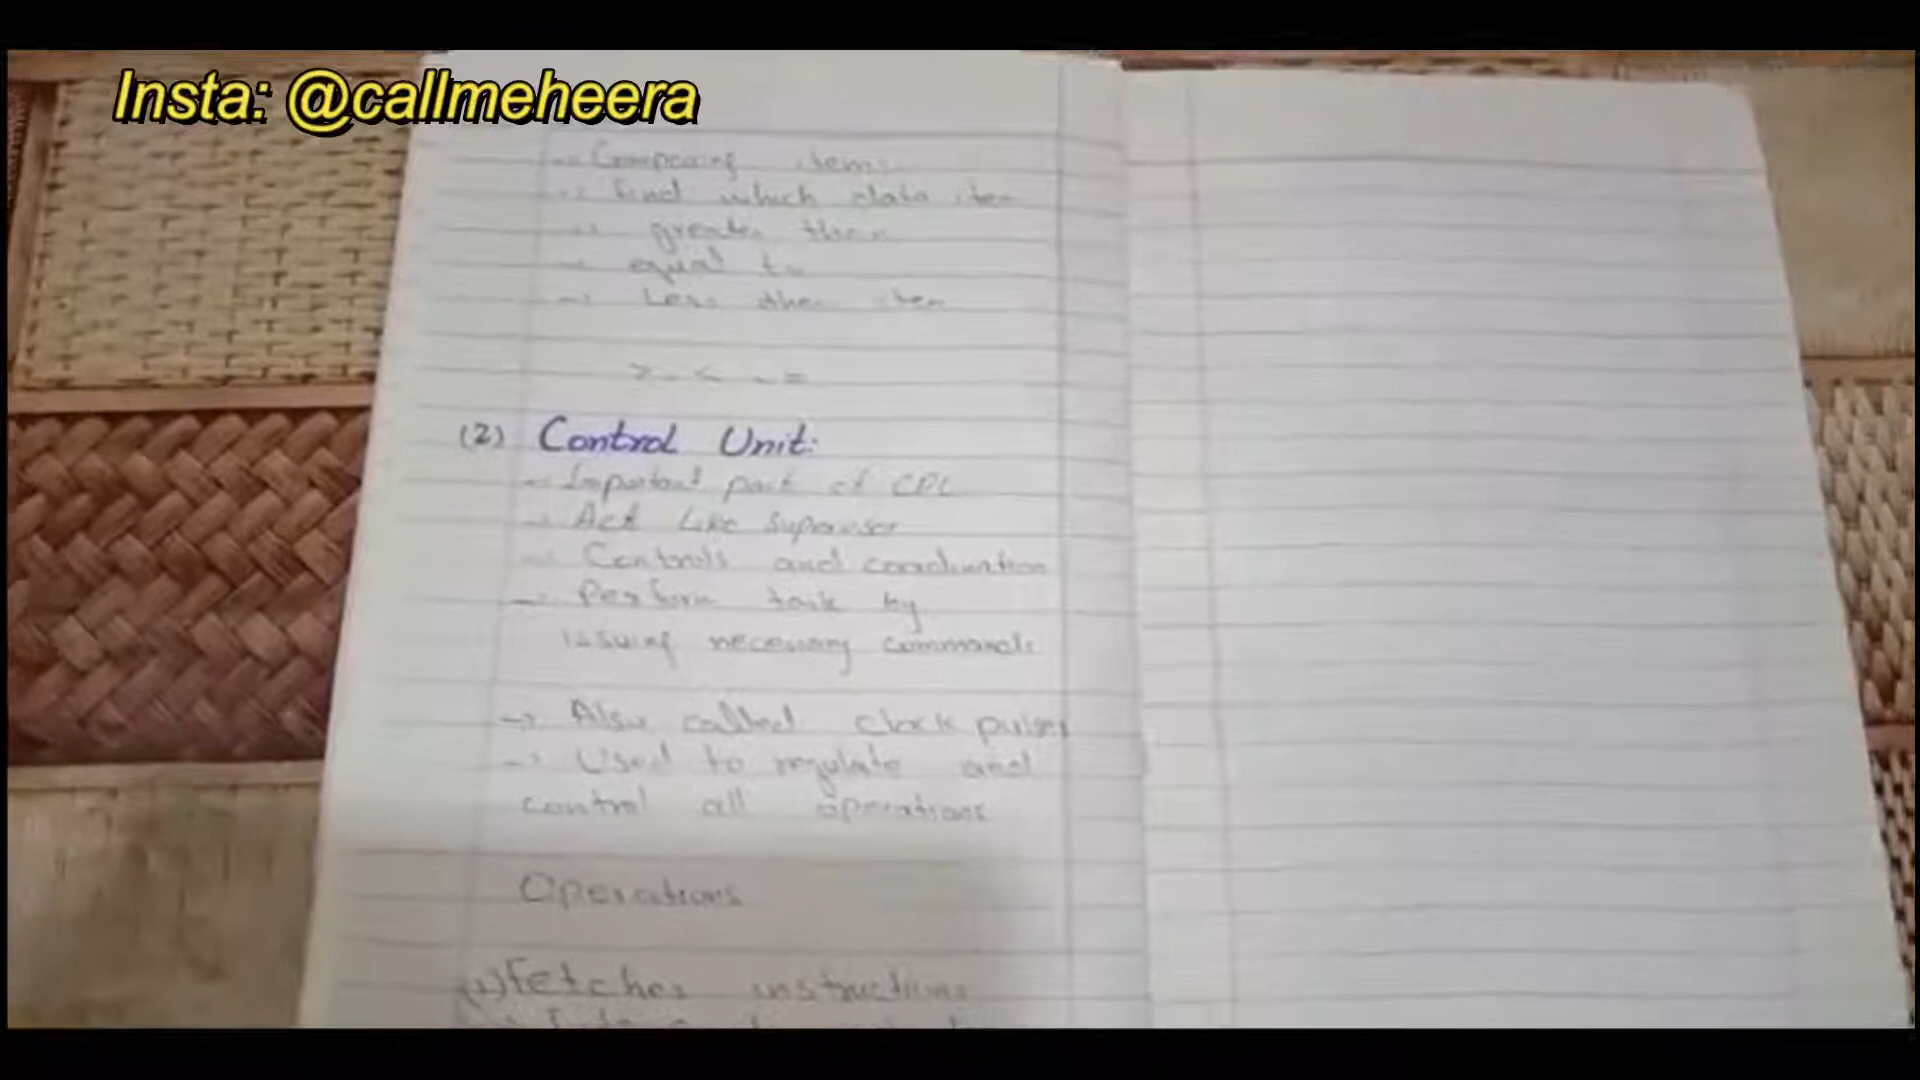 Insta: @callmeheera
→ Comparing items
→ Find which data item
→ greater than
→ equal to
→ Less than item
> , < , =
(2) Control Unit:
→ Important part of CPU
→ Act Like Supervisor
→ Controls and coordination
→ Perform task by
issuing necessary commands
→ Also called clock pulses
→ Used to regulate and
control all operations
Operations
Fetches instructions